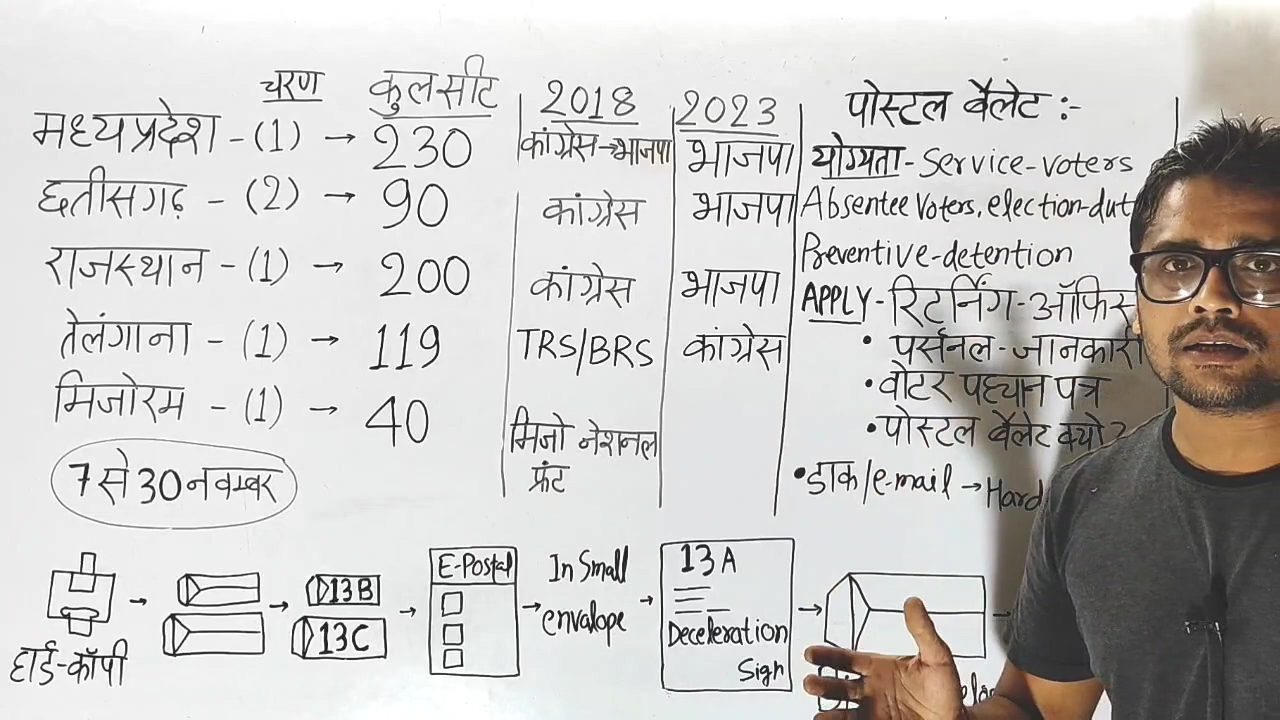 चरण कुल सीट 2018 2023
मध्यप्रदेश - (1) → 230 कांग्रेस→भाजपा भाजपा
छत्तीसगढ़ - (2) → 90 कांग्रेस भाजपा
राजस्थान - (1) → 200 कांग्रेस भाजपा
तेलंगाना - (1) → 119 TRS/BRS कांग्रेस
मिजोरम - (1) → 40 मिजो नेशनल
फ्रंट
7 से 30 नवम्बर
पोस्टल बैलेट :-
योग्यता - Service-voters
Absentee voters, election-dut
Preventive-detention
APPLY - रिटर्निंग-ऑफिस
• पर्सनल-जानकारी
• वोटर पहचान पत्र
• पोस्टल बैलेट क्यो?
• डाक/e-mail → Hard
हार्ड-कॉपी
13B
13C
E-Postal
In Small
envalope
13A
Deceleration
Sign